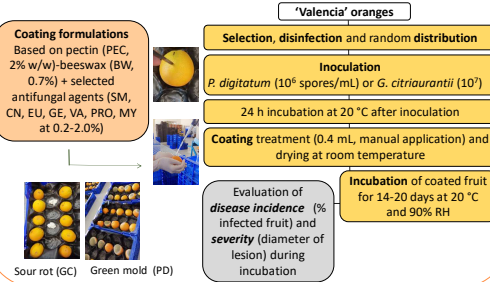 Coating formulations
Based on pectin (PEC,
2% w/w)-beeswax (BW,
0.7%) + selected
antifungal agents (SM,
CN, EU, GE, VA, PRO, MY
at 0.2-2.0%)
‘Valencia’ oranges
Selection, disinfection and random distribution
Inoculation
P. digitatum (10⁶ spores/mL) or G. citriaurantii (10⁷)
24 h incubation at 20 °C after inoculation
Coating treatment (0.4 mL, manual application) and
drying at room temperature
Incubation of coated fruit
for 14-20 days at 20 °C
and 90% RH
Evaluation of
disease incidence (%
infected fruit) and
severity (diameter of
lesion) during
incubation
Sour rot (GC)
Green mold (PD)